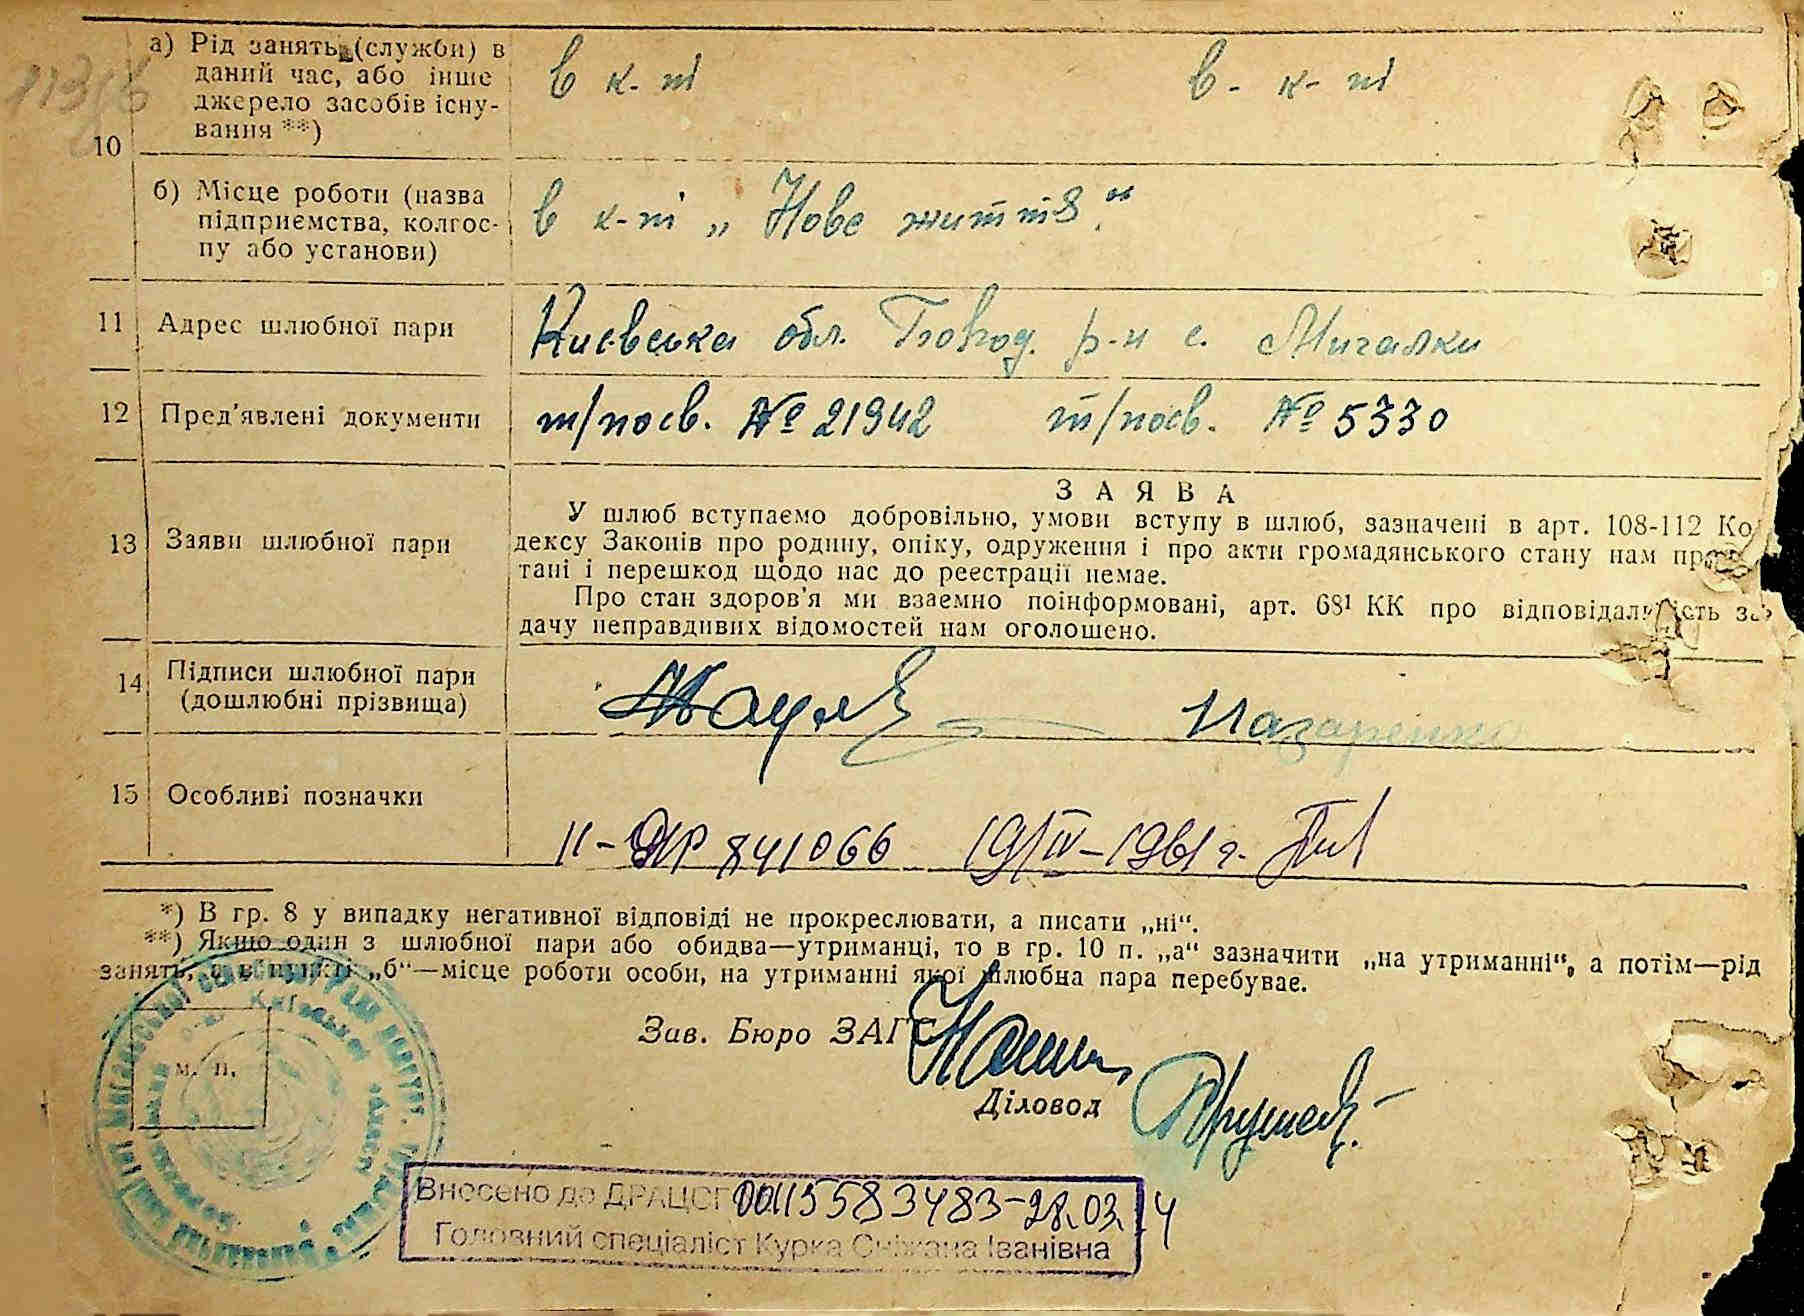 а) Рід занять (служби) в
даний час, або інше
джерело засобів існу-
вання **)
в к-пі в-к-пі
10
б) Місце роботи (назва
підприємства, колгос-
пу або установи)
в к-пі „Нове життя"
11 Адрес шлюбної пари Києвська обл. р-н с. Мигалки
12 Пред'явлені документи т/посв. № 21942 т/посв. № 5330
ЗАЯВА
13 Заяви шлюбної пари
У шлюб вступаємо добровільно, умови вступу в шлюб, зазначені в арт. 108-112 Ко
дексу Законів про родину, опіку, одруження і про акти громадянського стану нам
тані і перешкод щодо нас до реєстрації немає.
Про стан здоров'я ми взаємно поінформовані, арт. 68¹ КК про за
дачу неправдивих відомостей нам оголошено.
14 Підписи шлюбної пари
(дошлюбні прізвища)
Назаренко
15 Особливі позначки
841066 19/IV-1961 г.
*) В гр. 8 у випадку негативної відповіді не прокреслювати, а писати „ні“.
**) Якщо один з шлюбної пари або обидва—утриманці, то в гр. 10 п. „а“ зазначити „на утриманні“, а потім—рід
занять, а в пункті „б“—місце роботи особи, на утриманні якої шлюбна пара перебуває.
Зав. Бюро ЗАГС
м. п.
Діловод
Внесено до ДРАЦСГ 00115583483-28.03.14
Головний спеціаліст Курка Сніжана Іванівна